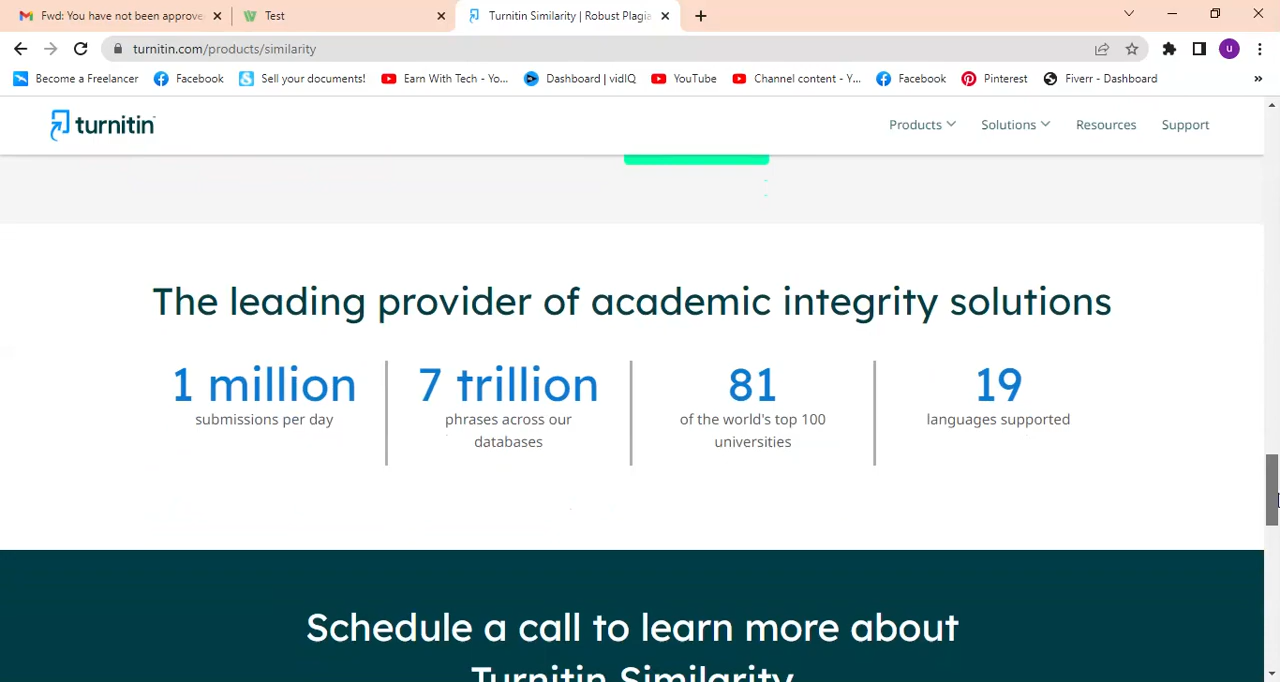 Fwd: You have not been approve
Test
Turnitin Similarity | Robust Plagia
turnitin.com/products/similarity
U
Become a Freelancer
Facebook
Sell your documents!
Earn With Tech - Yo...
Dashboard | vidIQ
YouTube
Channel content - Y...
Facebook
Pinterest
Fiverr - Dashboard
»
turnitin
Products
Solutions
Resources
Support
The leading provider of academic integrity solutions
1 million
submissions per day
7 trillion
phrases across our
databases
81
of the world's top 100
universities
19
languages supported
Schedule a call to learn more about
Turnitin Similarity